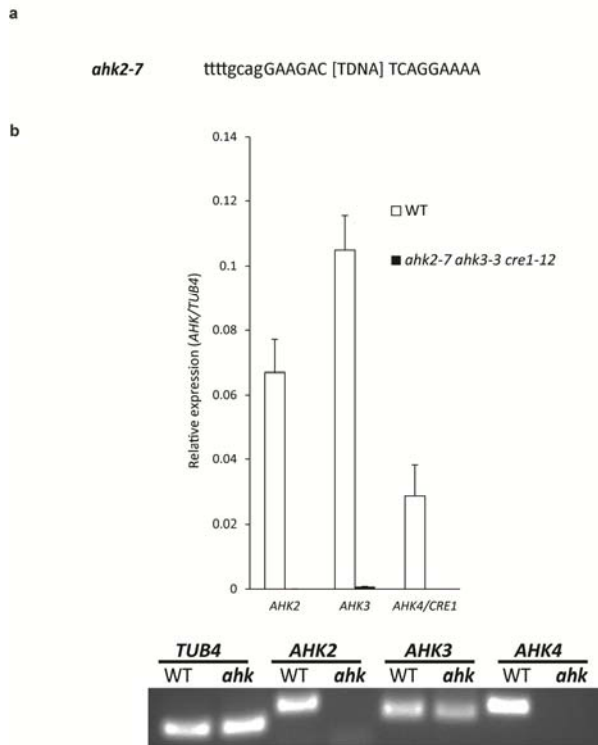 a
ahk2-7 ttttgcagGAAGAC [TDNA] TCAGGAAAA
b
0.14
0.12
0.1
0.08
0.06
0.04
0.02
0
Relative expression (AHK/TUB4)
WT
ahk2-7 ahk3-3 cre1-12
AHK2 AHK3 AHK4/CRE1
TUB4 AHK2 AHK3 AHK4
WT ahk WT ahk WT ahk WT ahk